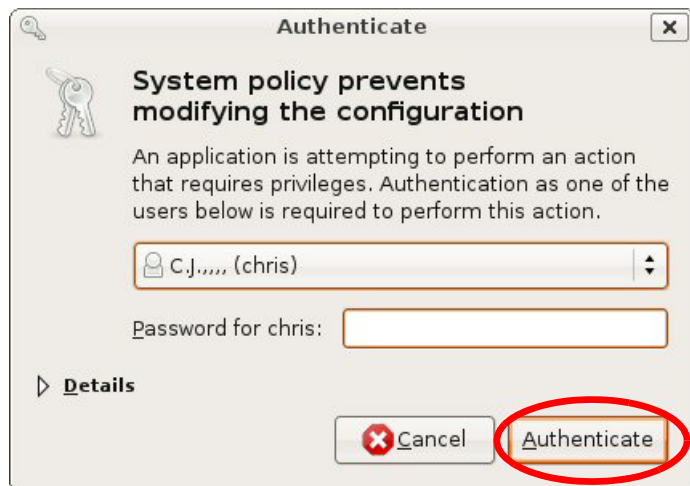 Authenticate
System policy prevents
modifying the configuration
An application is attempting to perform an action
that requires privileges. Authentication as one of the
users below is required to perform this action.
C.J.,,,, (chris)
Password for chris:
Details
Cancel Authenticate